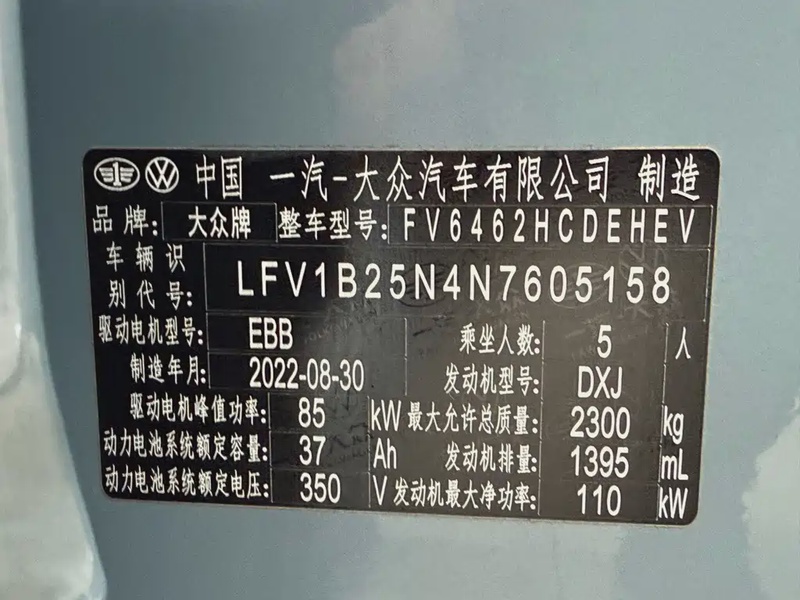 中国 一汽-大众汽车有限公司 制造
品牌: 大众牌 整车型号: FV6462HCDEHEV
车辆识别代号: LFV1B25N4N7605158
驱动电机型号: EBB 乘坐人数: 5 人
制造年月: 2022-08-30 发动机型号: DXJ
驱动电机峰值功率: 85 kW 最大允许总质量: 2300 kg
动力电池系统额定容量: 37 Ah 发动机排量: 1395 mL
动力电池系统额定电压: 350 V 发动机最大净功率: 110 kW